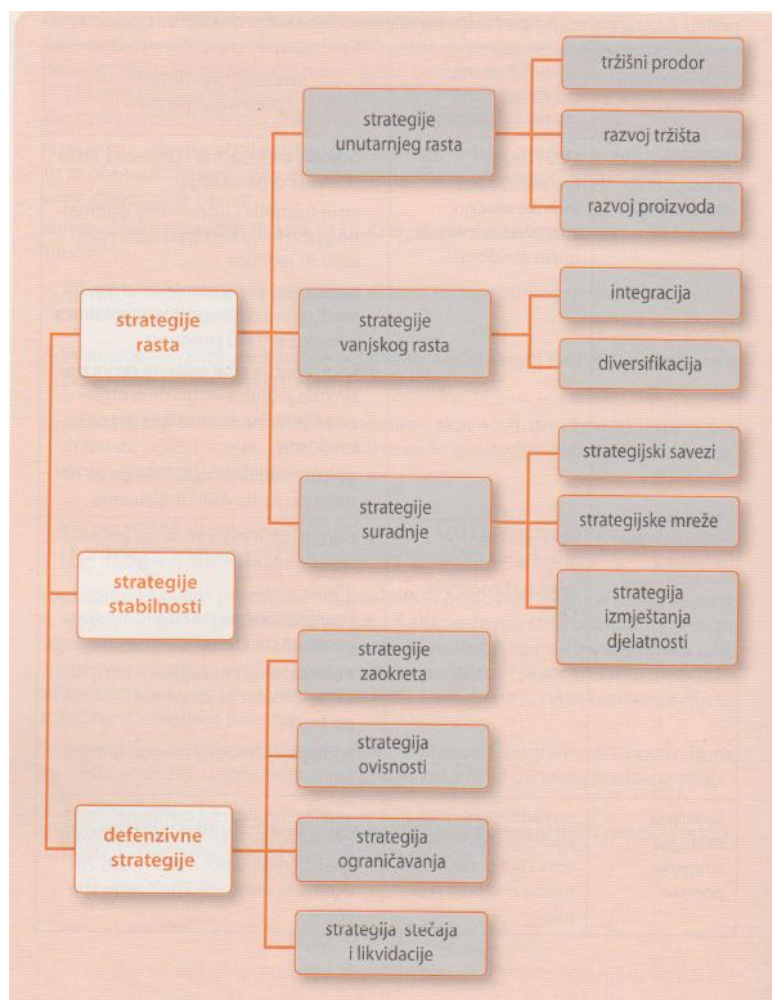 tržišni prodor
strategije
unutarnjeg rasta
razvoj tržišta
razvoj proizvoda
strategije
rasta
strategije
vanjskog rasta
integracija
diversifikacija
strategije
suradnje
strategijski savezi
strategijske mreže
strategija
izmještanja
djelatnosti
strategije
stabilnosti
defenzivne
strategije
strategije
zaokreta
strategija
ovisnosti
strategija
ograničavanja
strategija stečaja
i likvidacije